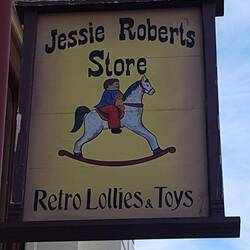 Jessie Roberts
Store
Retro Lollies & Toys